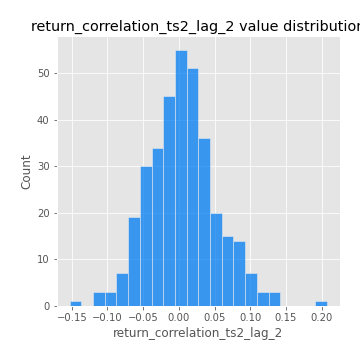 return_correlation_ts2_lag_2 value distribution
50
40
30
20
10
0
Count
−0.15 −0.10 −0.05 0.00 0.05 0.10 0.15 0.20
return_correlation_ts2_lag_2